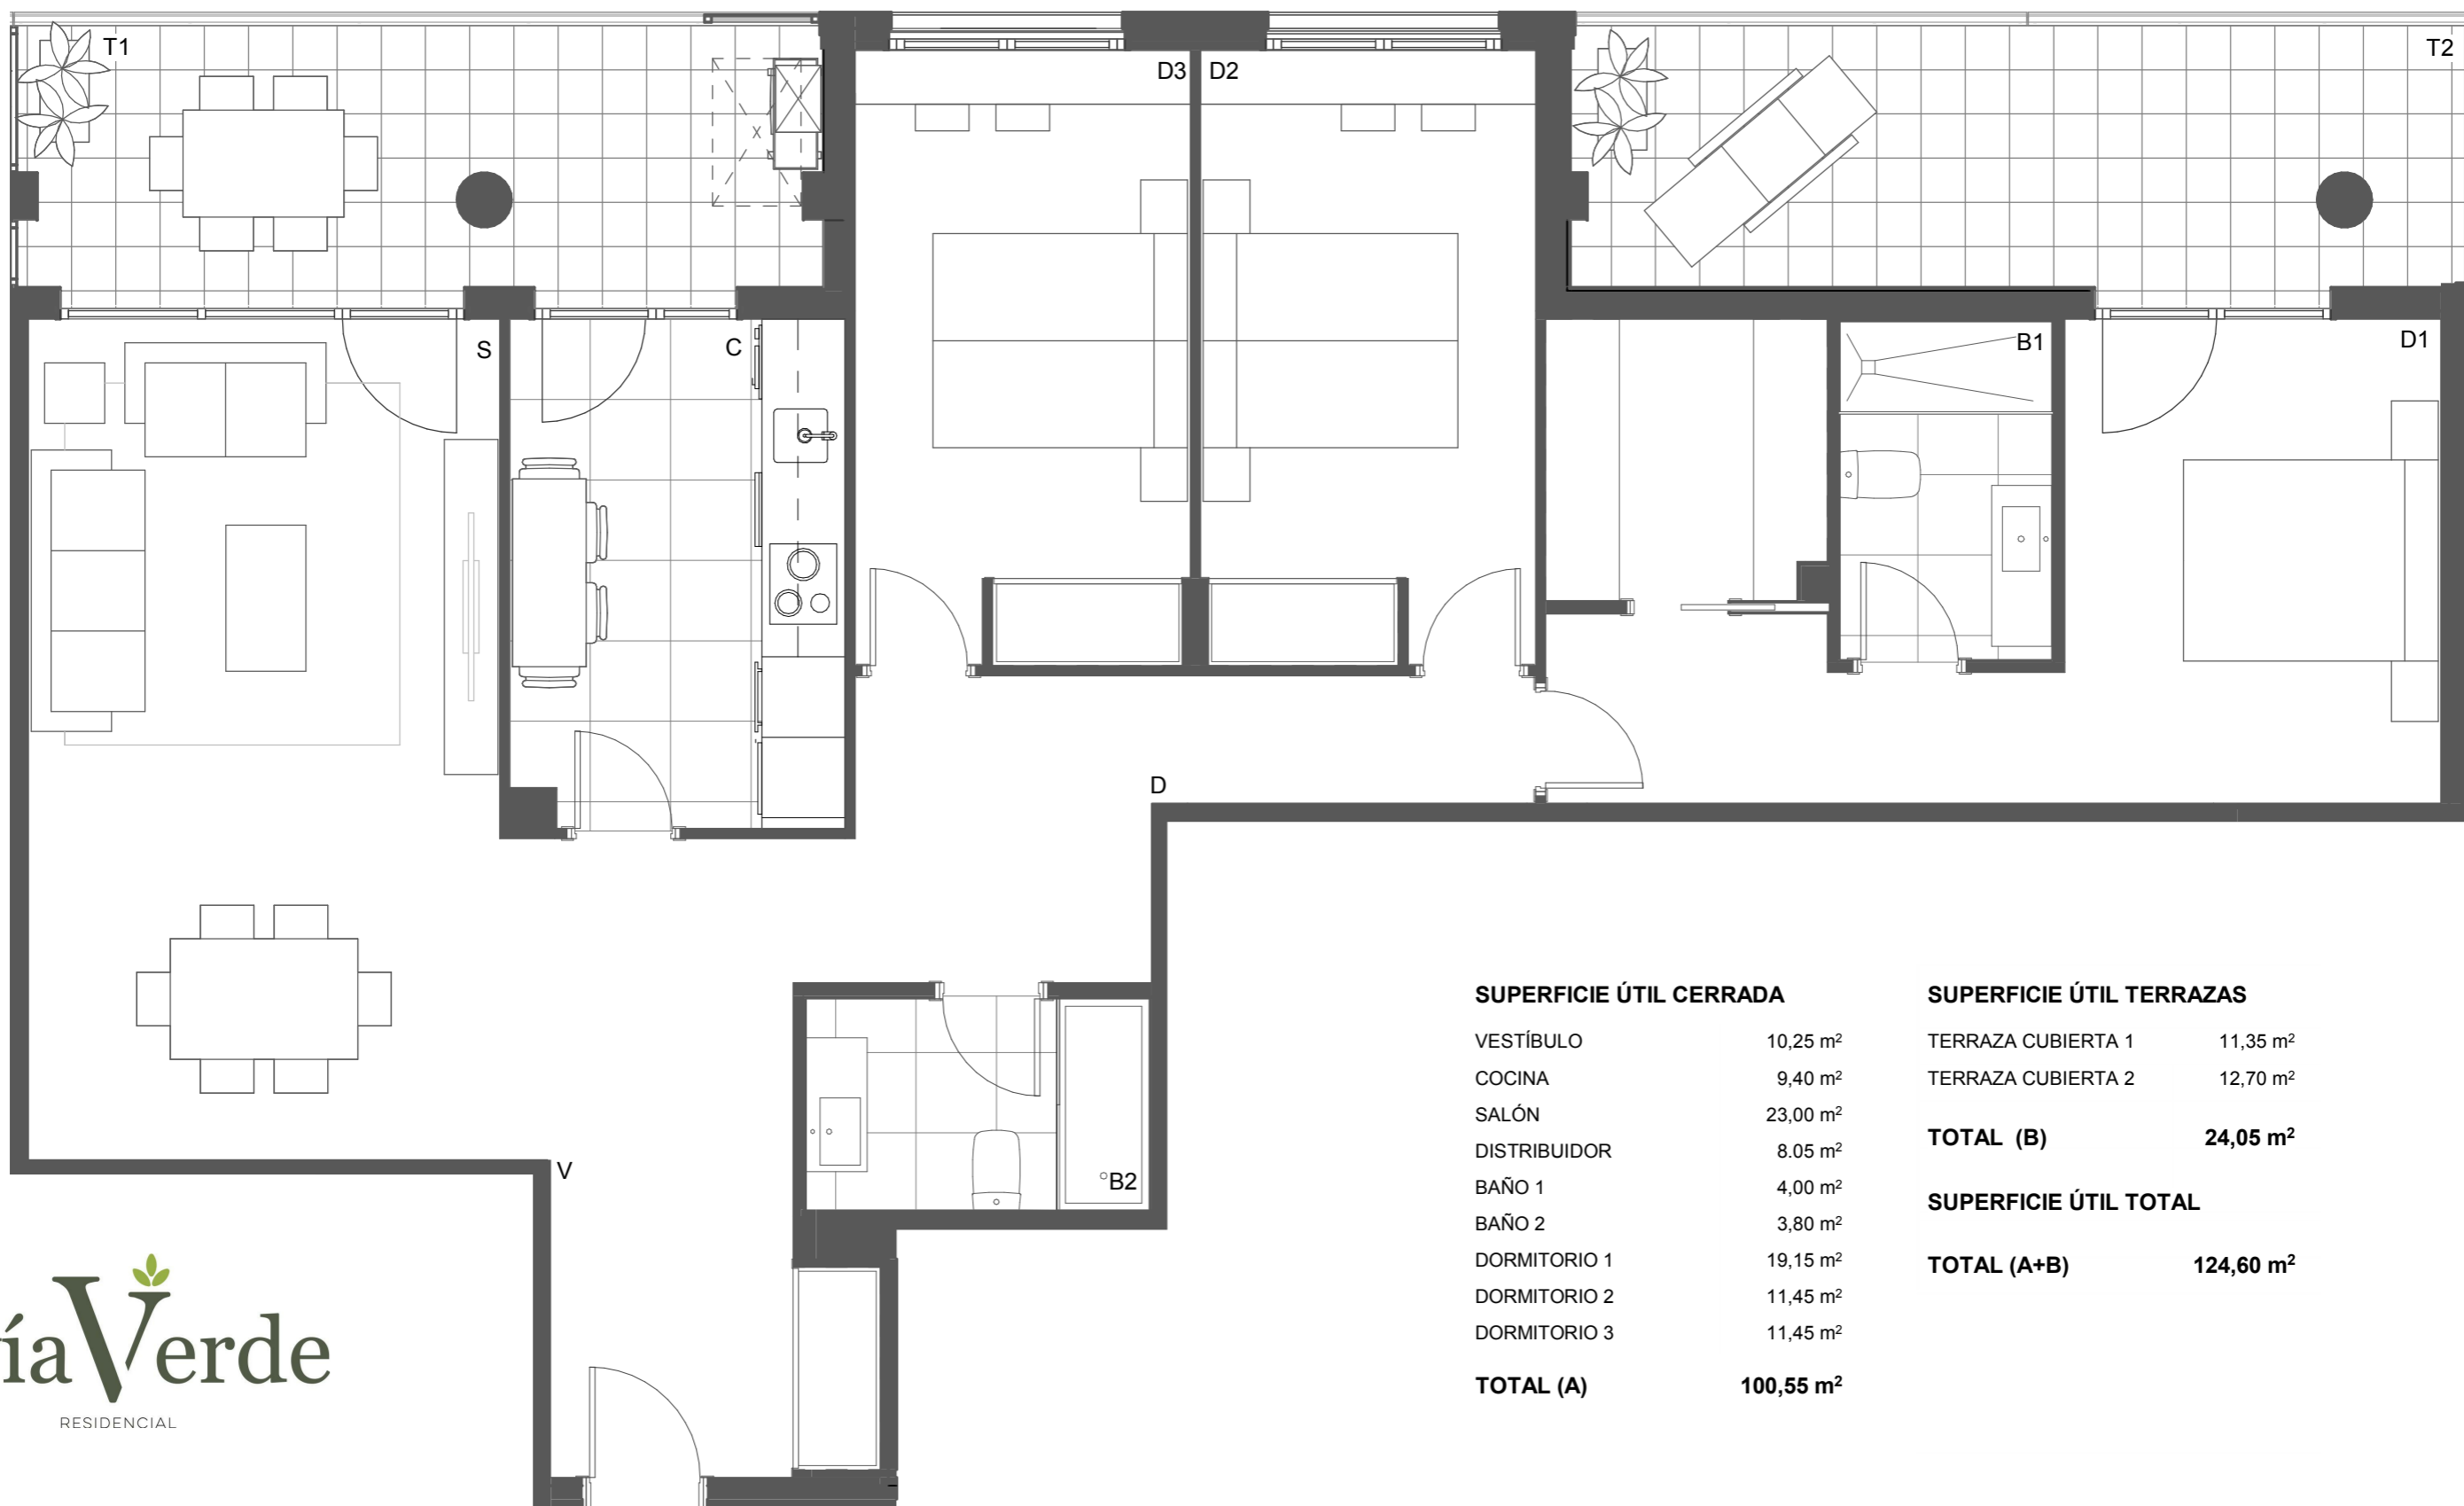 T1
D3 D2
T2
S
C
B1
D1
D
V
B2
SUPERFICIE ÚTIL CERRADA
VESTÍBULO 10,25 m²
COCINA 9,40 m²
SALÓN 23,00 m²
DISTRIBUIDOR 8.05 m²
BAÑO 1 4,00 m²
BAÑO 2 3,80 m²
DORMITORIO 1 19,15 m²
DORMITORIO 2 11,45 m²
DORMITORIO 3 11,45 m²
TOTAL (A) 100,55 m²
SUPERFICIE ÚTIL TERRAZAS
TERRAZA CUBIERTA 1 11,35 m²
TERRAZA CUBIERTA 2 12,70 m²
TOTAL (B) 24,05 m²
SUPERFICIE ÚTIL TOTAL
TOTAL (A+B) 124,60 m²
ía Verde
RESIDENCIAL